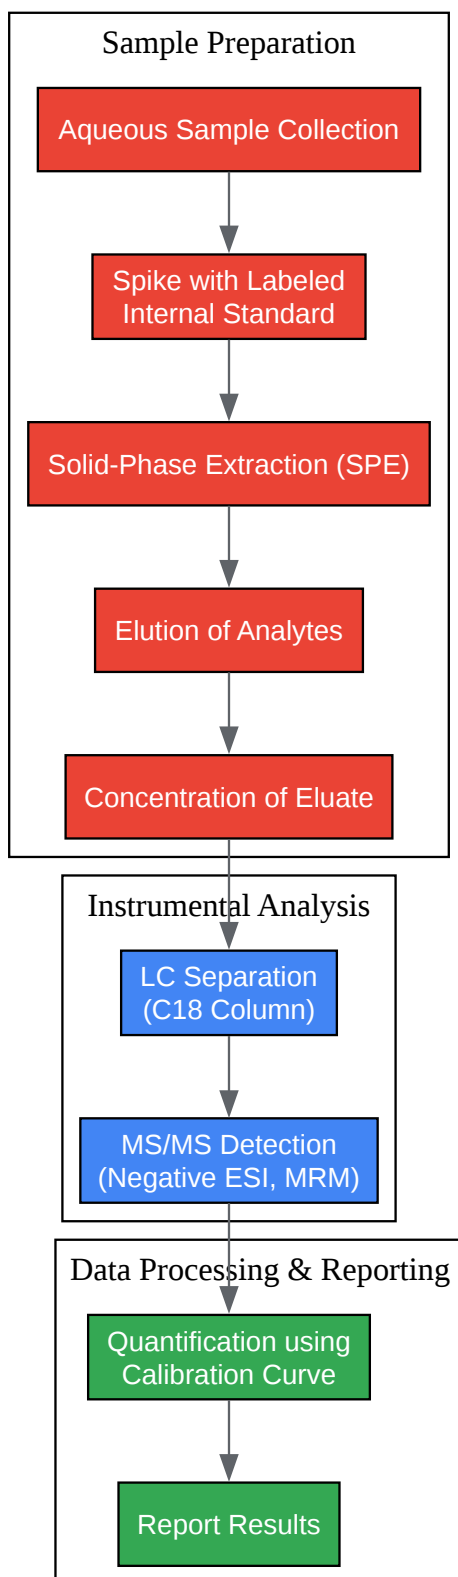 Sample Preparation
Aqueous Sample Collection
Spike with Labeled
Internal Standard
Solid-Phase Extraction (SPE)
Elution of Analytes
Concentration of Eluate
Instrumental Analysis
LC Separation
(C18 Column)
MS/MS Detection
(Negative ESI, MRM)
Data Processing & Reporting
Quantification using
Calibration Curve
Report Results